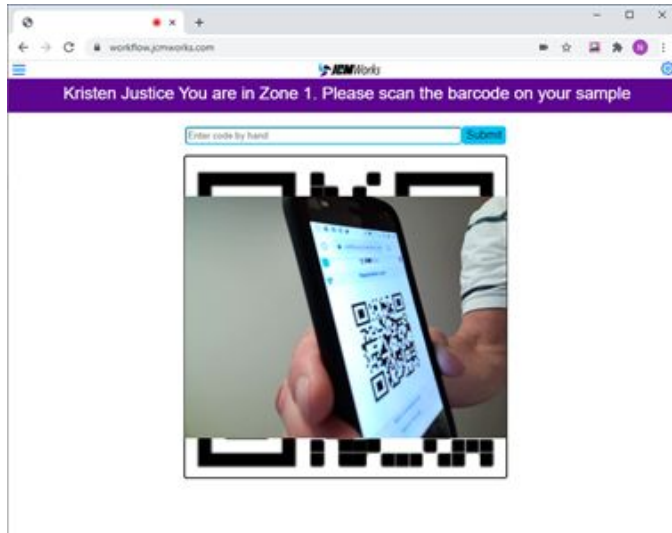 workflow.jcmworks.com
JCMWorks
Kristen Justice You are in Zone 1. Please scan the barcode on your sample
Enter code by hand
Submit
N